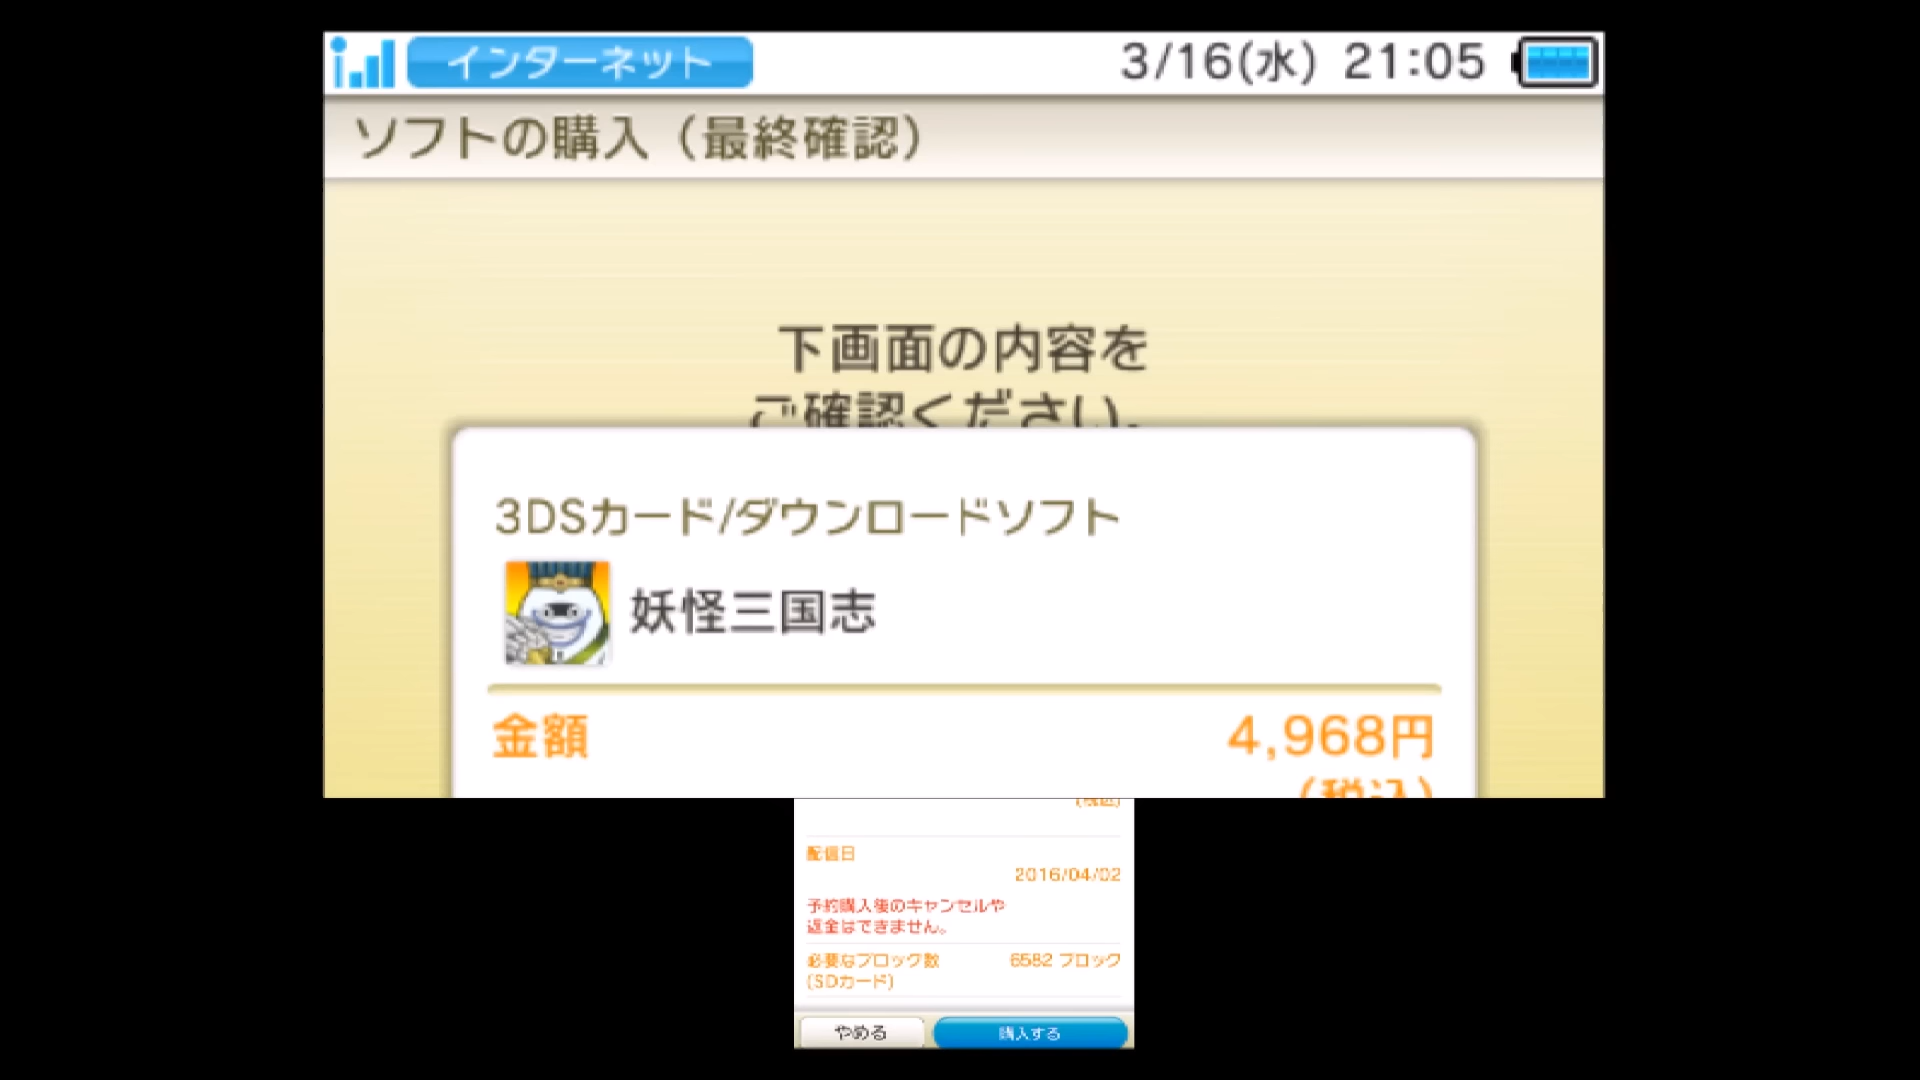 インターネット 3/16(水) 21:05
ソフトの購入（最終確認）
下画面の内容を
ご確認ください。
3DSカード/ダウンロードソフト
妖怪三国志
金額 4,968円
(税込)
(税込)
配信日
2016/04/02
予約購入後のキャンセルや
返金はできません。
必要なブロック数 6582 ブロック
(SDカード)
やめる 購入する